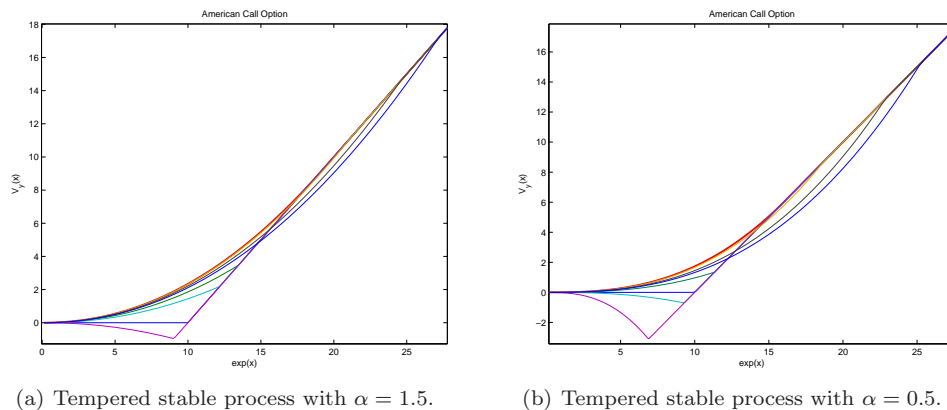 American Call Option
18
16
14
12
10
8
6
4
2
0
V_y(x)
0 5 10 15 20 25
exp(x)
(a) Tempered stable process with α = 1.5.
American Call Option
16
14
12
10
8
6
4
2
0
−2
V_y(x)
5 10 15 20 25
exp(x)
(b) Tempered stable process with α = 0.5.